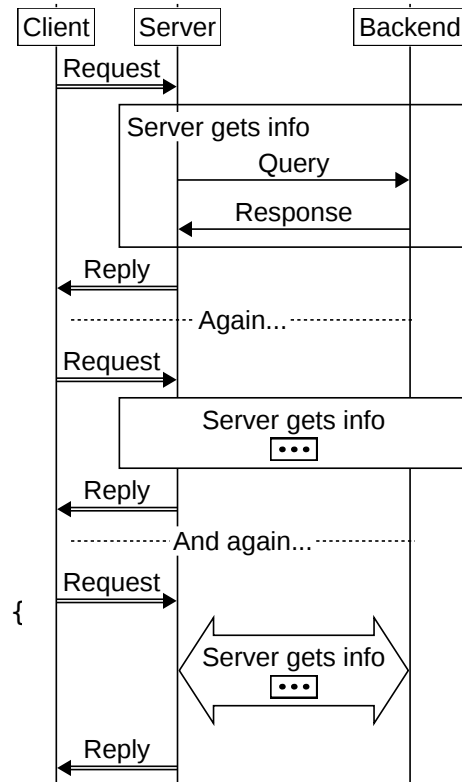 Client Server Backend
Request
Server gets info
Query
Response
Reply
Again...
Request
Server gets info
...
Reply
And again...
Request
{
Server gets info
...
Reply